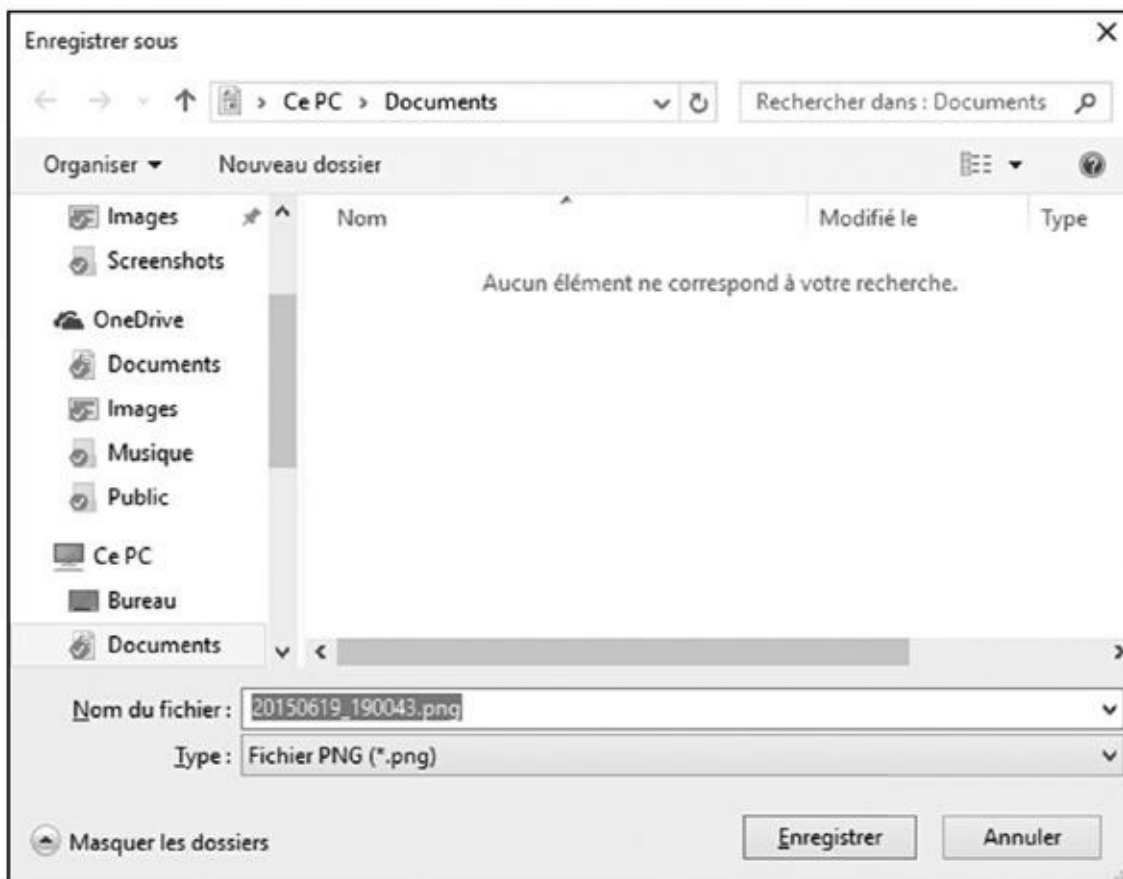 Enregistrer sous
Ce PC > Documents
Rechercher dans : Documents
Organiser
Nouveau dossier
Images
Screenshots
OneDrive
Documents
Images
Musique
Public
Ce PC
Bureau
Documents
Nom
Modifié le
Type
Aucun élément ne correspond à votre recherche.
Nom du fichier : 20150619_190043.png
Type : Fichier PNG (*.png)
Masquer les dossiers
Enregistrer
Annuler